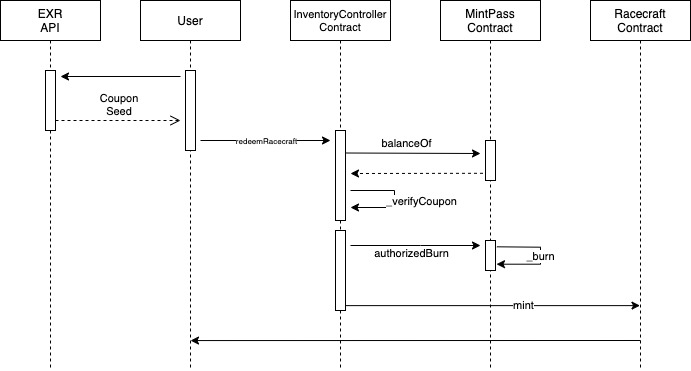 EXR
API
User
InventoryController
Contract
MintPass
Contract
Racecraft
Contract
Coupon
Seed
redeemRacecraft
balanceOf
_verifyCoupon
authorizedBurn
_burn
mint